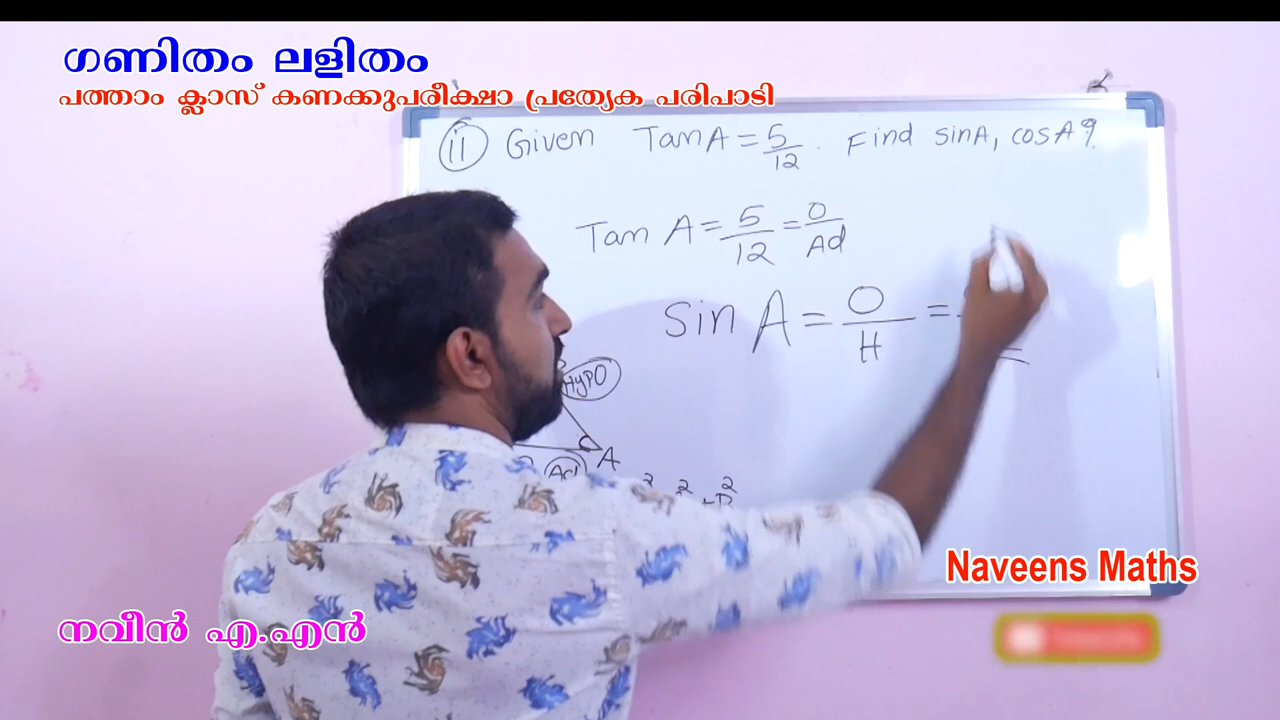 ഗണിതം ലളിതം
പത്താം ക്ലാസ് കണക്കുപരീക്ഷാ പ്രത്യേക പരിപാടി
ii Given TanA = 5/12 . Find sinA, cosA?
Tan A = 5/12 = O/Ad
Sin A = O/H =
HypO
Ad
A
Naveens Maths
നവീൻ എ.എൻ